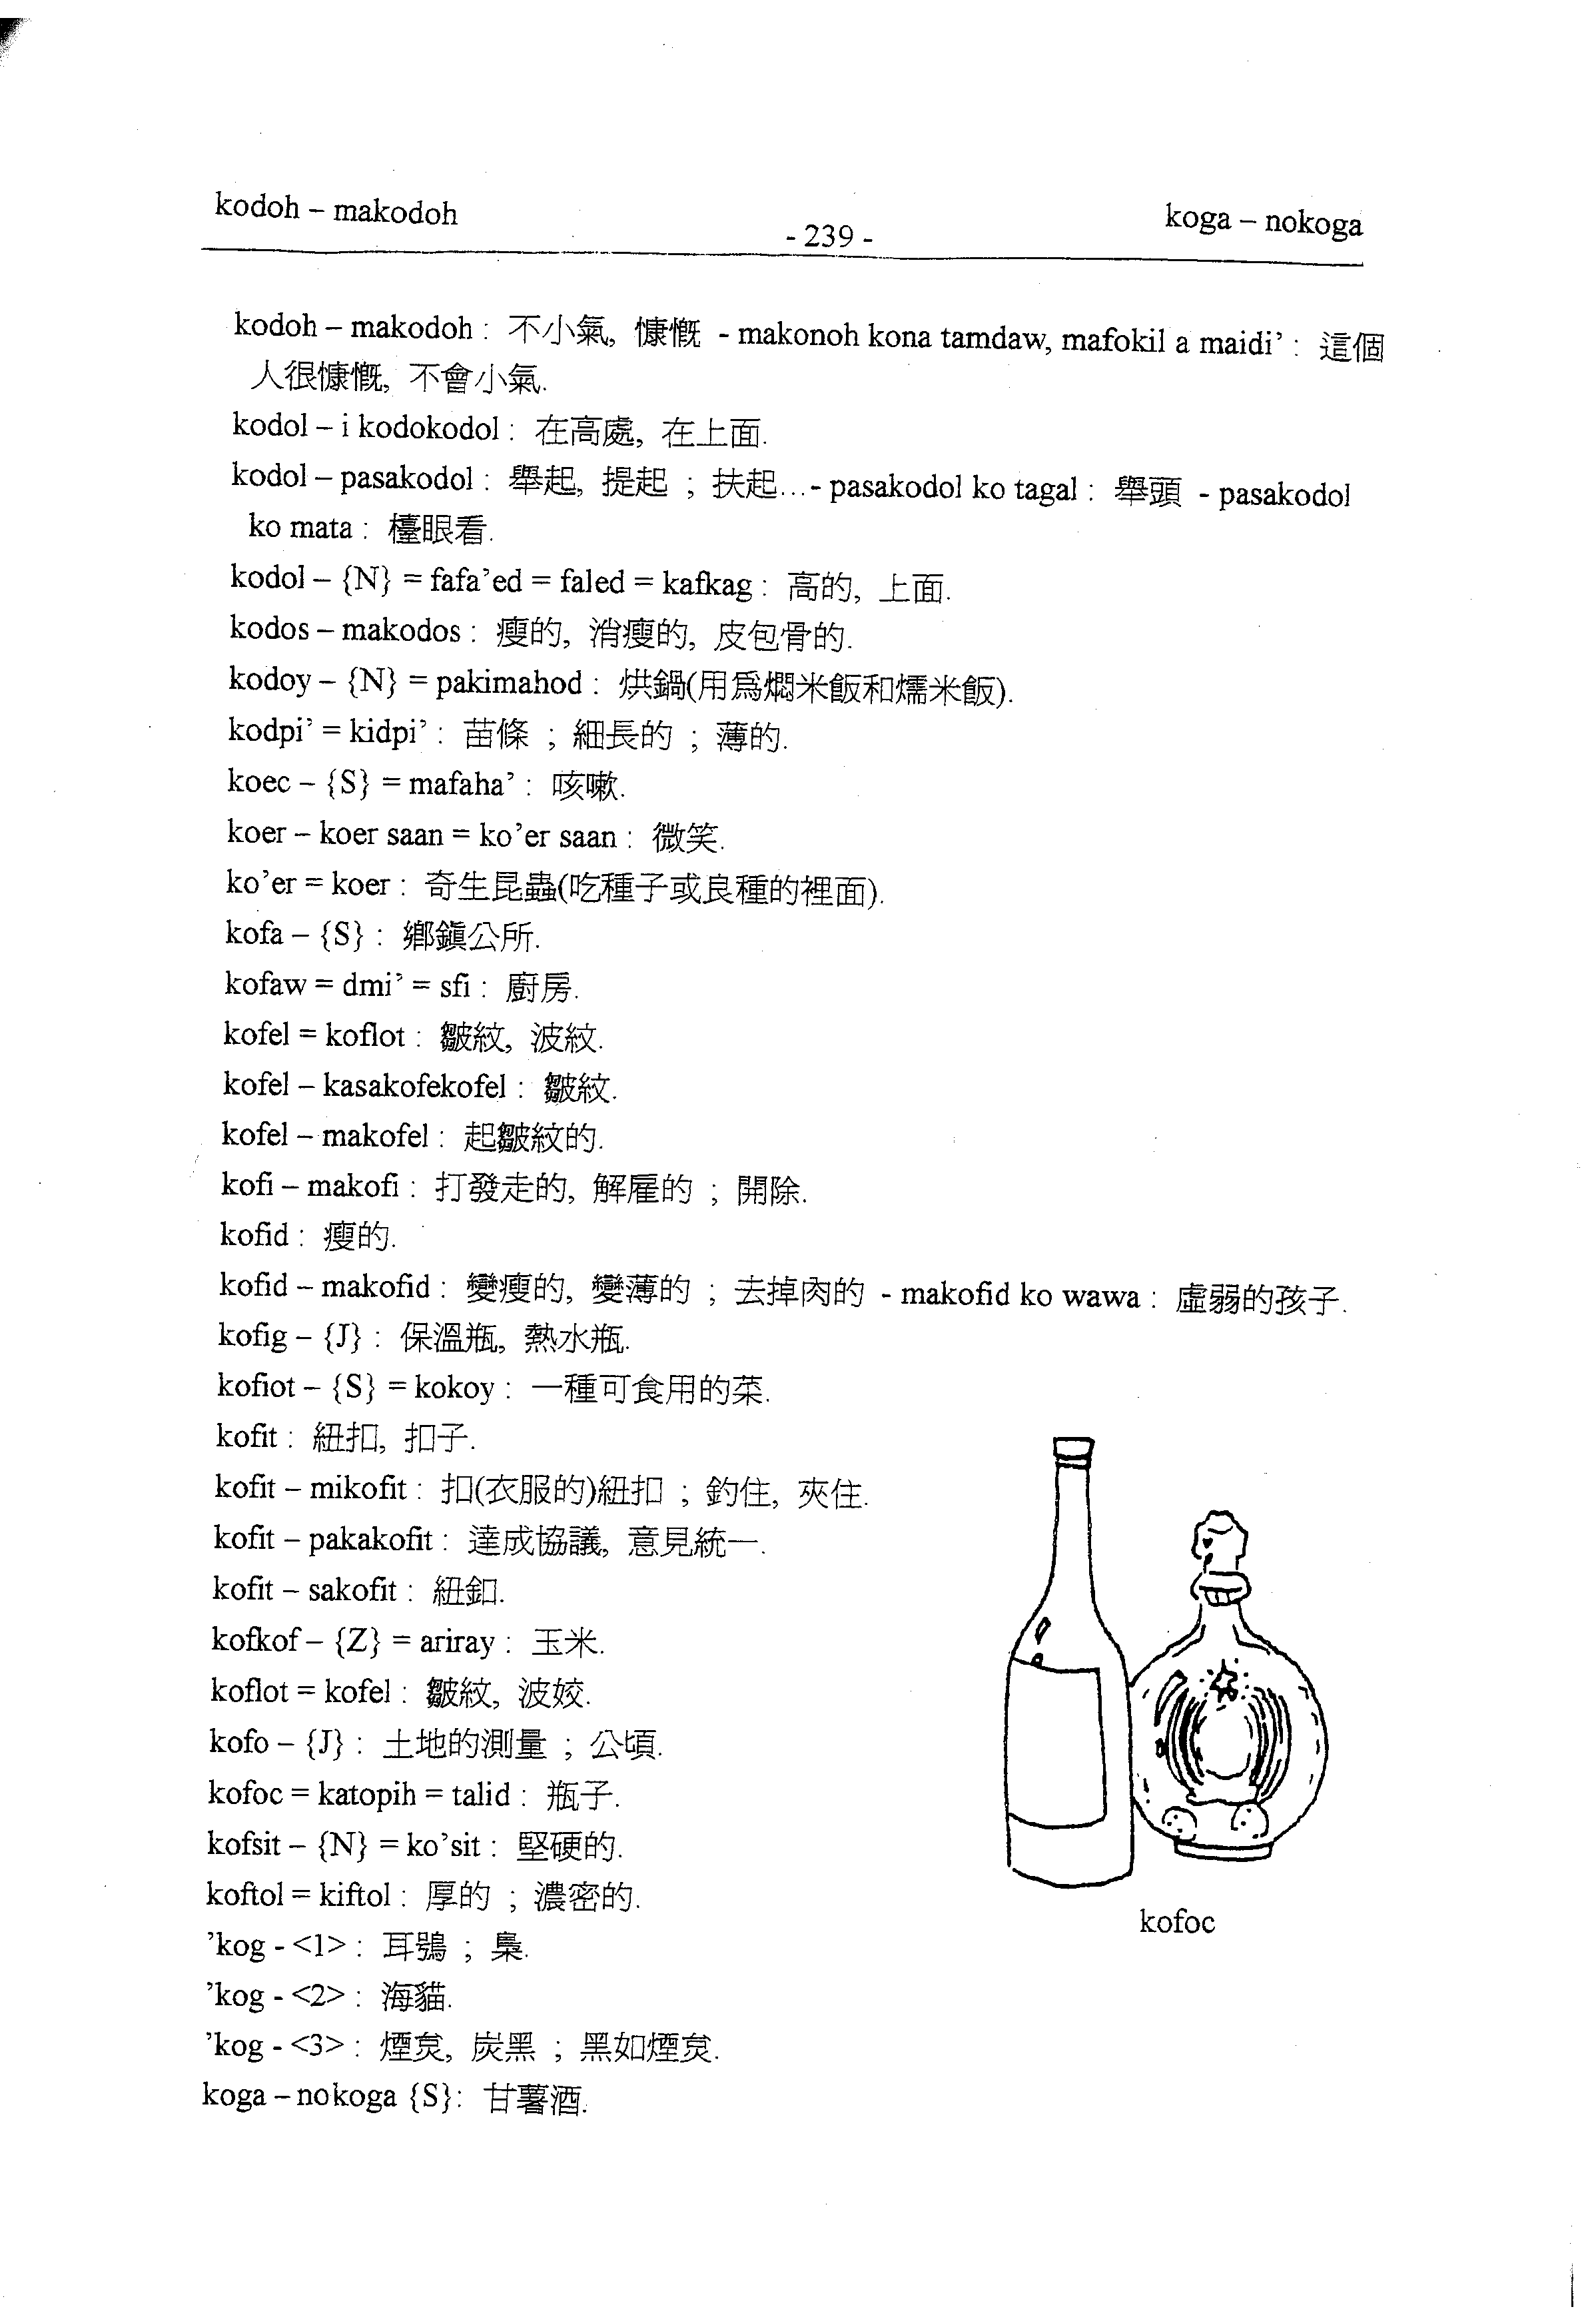 kodoh – makodoh
- 239 -
koga – nokoga
kodoh – makodoh : 不小氣, 慷慨 - makonoh kona tamdaw, mafokil a maidi’ : 這個
人很慷慨, 不會小氣.
kodol – i kodokodol : 在高處, 在上面.
kodol – pasakodol : 舉起, 提起 ; 扶起…- pasakodol ko tagal : 舉頭 - pasakodol
ko mata : 檯眼看.
kodol – {N} = fafa’ed = faled = kafkag : 高的, 上面.
kodos – makodos : 瘦的, 消瘦的, 皮包骨的.
kodoy – {N} = pakimahod : 烘鍋(用爲燜米飯和燸米飯).
kodpi’ = kidpi’ : 苗條 ; 細長的 ; 薄的.
koec – {S} = mafaha’ : 咳嗽.
koer – koer saan = ko’er saan : 微笑.
ko’er = koer : 奇生昆蟲(吃種子或良種的裡面).
kofa – {S} : 鄉鎭公所.
kofaw = dmi’ = sfi : 廚房.
kofel = koflot : 皺紋, 波紋.
kofel – kasakofekofel : 皺紋.
kofel – makofel : 起皺紋的.
kofi – makofi : 打發走的, 解雇的 ; 開除.
kofid : 瘦的.
kofid – makofid : 變瘦的, 變薄的 ; 去掉肉的 - makofid ko wawa : 虛弱的孩子.
kofig – {J} : 保溫瓶, 熱水瓶.
kofiot – {S} = kokoy : 一種可食用的菜.
kofit : 紐扣, 扣子.
kofit – mikofit : 扣(衣服的)紐扣 ; 釣住, 夾住.
kofit – pakakofit : 達成協議, 意見統一.
kofit – sakofit : 紐釦.
kofkof – {Z} = ariray : 玉米.
koflot = kofel : 皺紋, 波姣.
kofo – {J} : 土地的測量 ; 公頃.
kofoc = katopih = talid : 瓶子.
kofsit – {N} = ko’sit : 堅硬的.
koftol = kiftol : 厚的 ; 濃密的.
’kog - <1> : 耳鴞 ; 梟.
’kog - <2> : 海貓.
’kog - <3> : 煙炱, 炭黑 ; 黑如煙炱.
koga – nokoga {S}: 甘薯酒.
kofoc